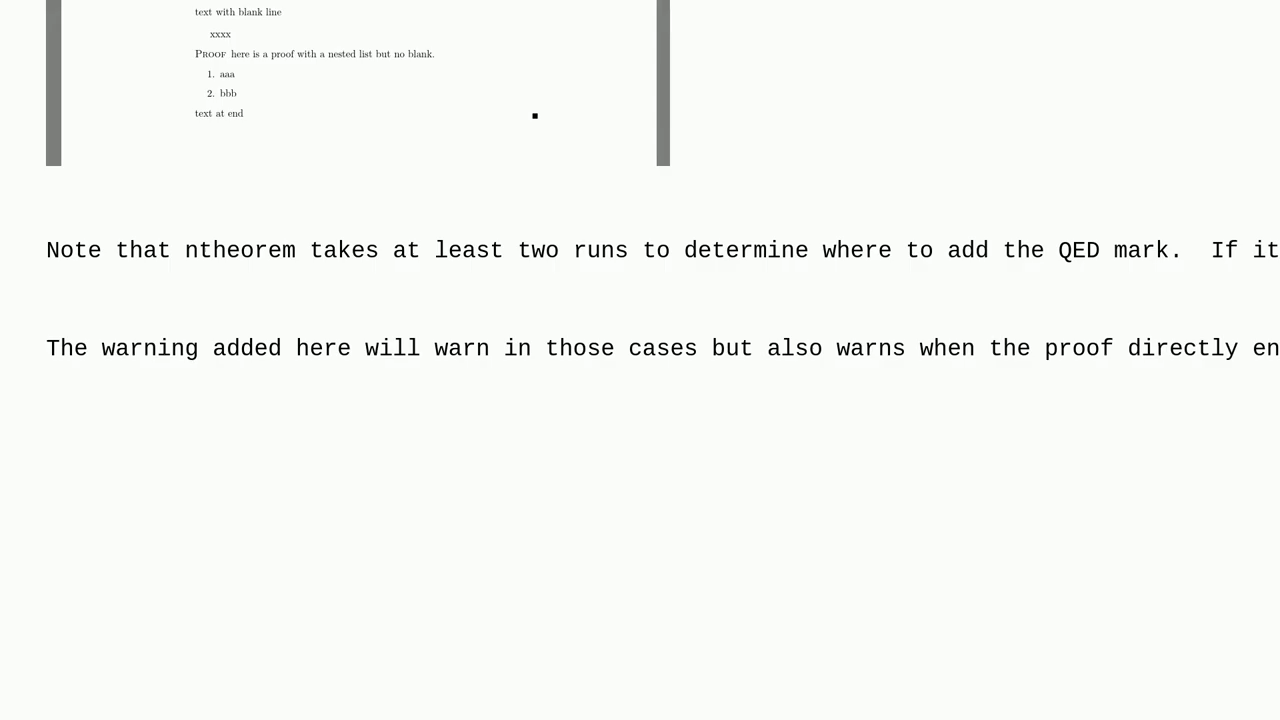 text with blank line
xxxx
Proof here is a proof with a nested list but no blank.
1. aaa
2. bbb
text at end
Note that ntheorem takes at least two runs to determine where to add the QED mark.  If it
The warning added here will warn in those cases but also warns when the proof directly en